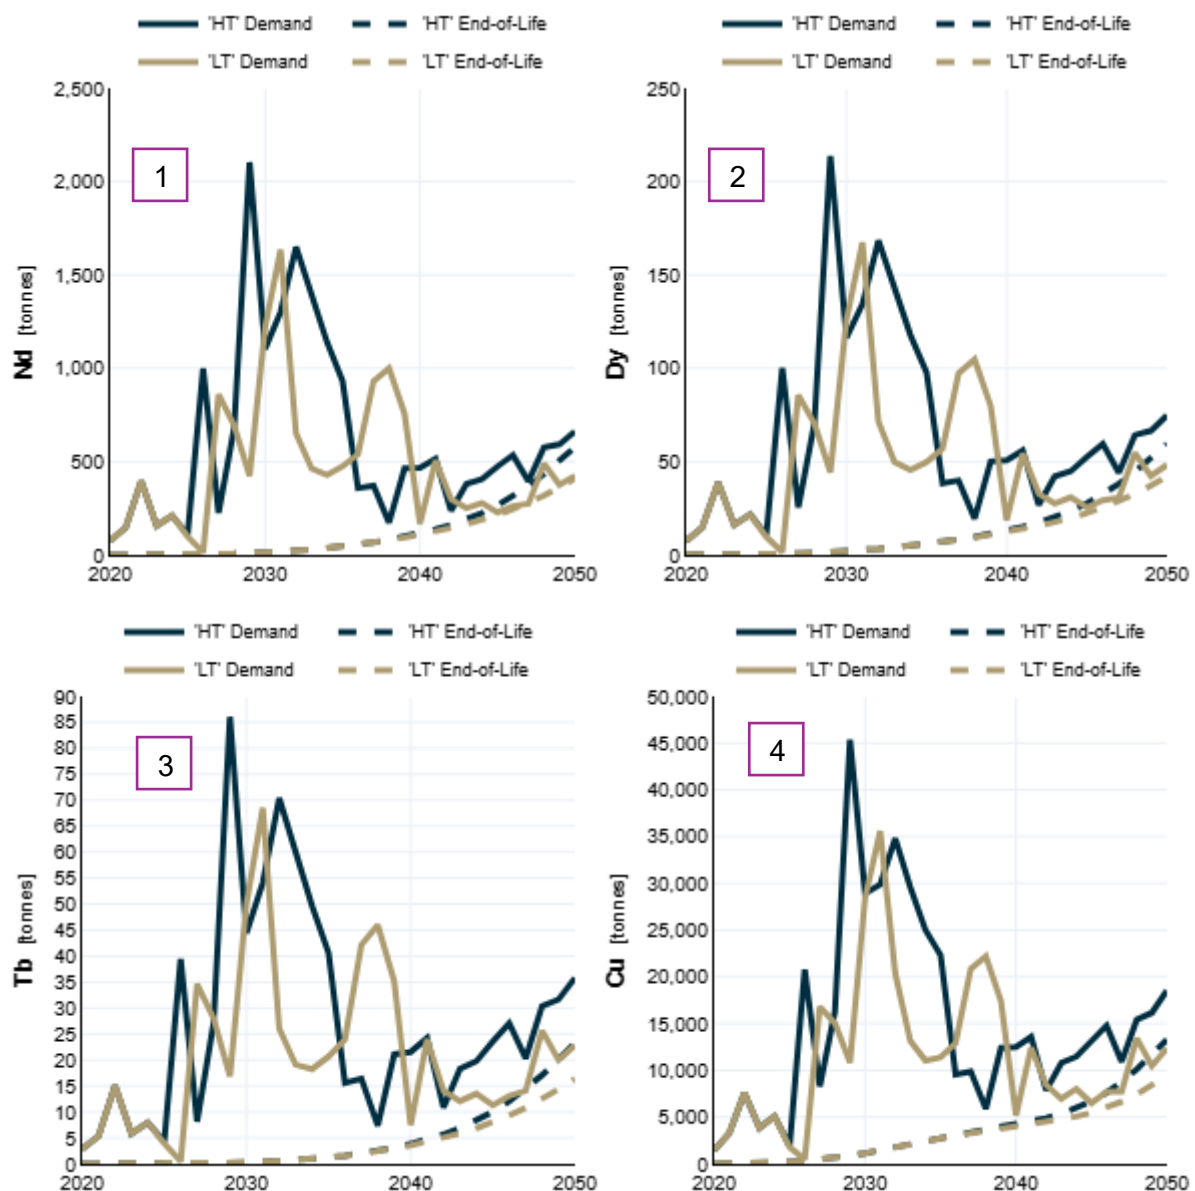 'HT' Demand 'HT' End-of-Life
'LT' Demand 'LT' End-of-Life
2,500
2,000
1,500
1,000
500
0
Nd [tonnes]
1
2020 2030 2040 2050
'HT' Demand 'HT' End-of-Life
'LT' Demand 'LT' End-of-Life
250
200
150
100
50
0
Dy [tonnes]
2
2020 2030 2040 2050
'HT' Demand 'HT' End-of-Life
'LT' Demand 'LT' End-of-Life
90
85
80
75
70
65
60
55
50
45
40
35
30
25
20
15
10
5
0
Tb [tonnes]
3
2020 2030 2040 2050
'HT' Demand 'HT' End-of-Life
'LT' Demand 'LT' End-of-Life
50,000
45,000
40,000
35,000
30,000
25,000
20,000
15,000
10,000
5,000
0
Cu [tonnes]
4
2020 2030 2040 2050